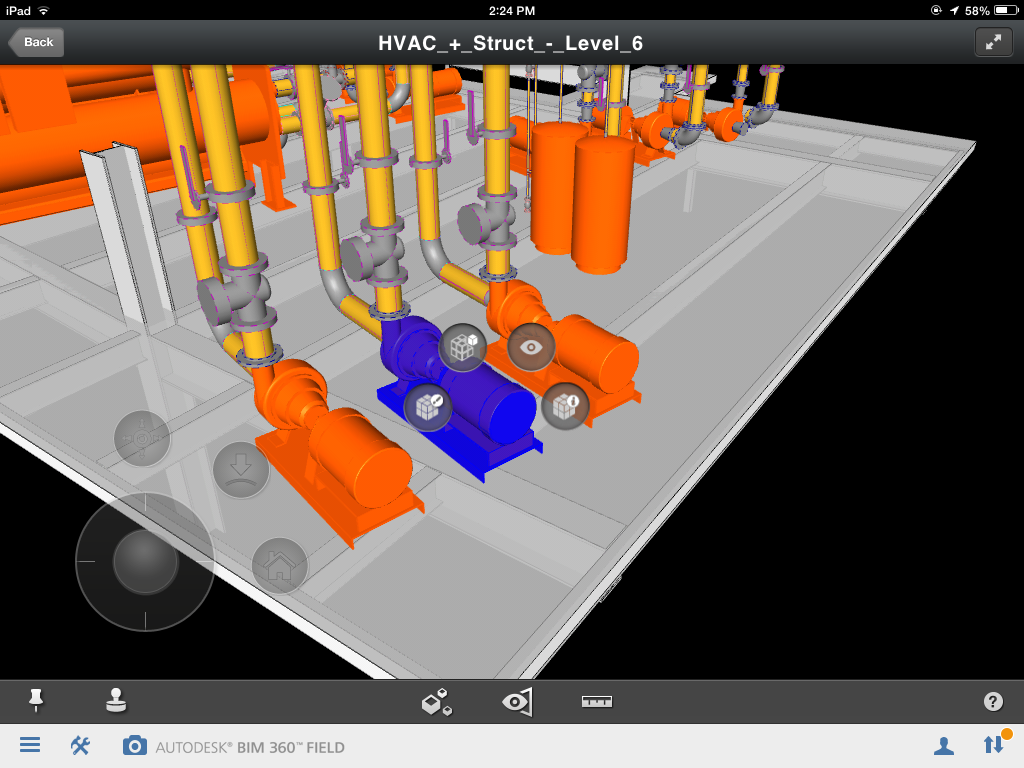 iPad 2:24 PM 58%
Back HVAC_+_Struct_-_Level_6
?
AUTODESK® BIM 360™ FIELD